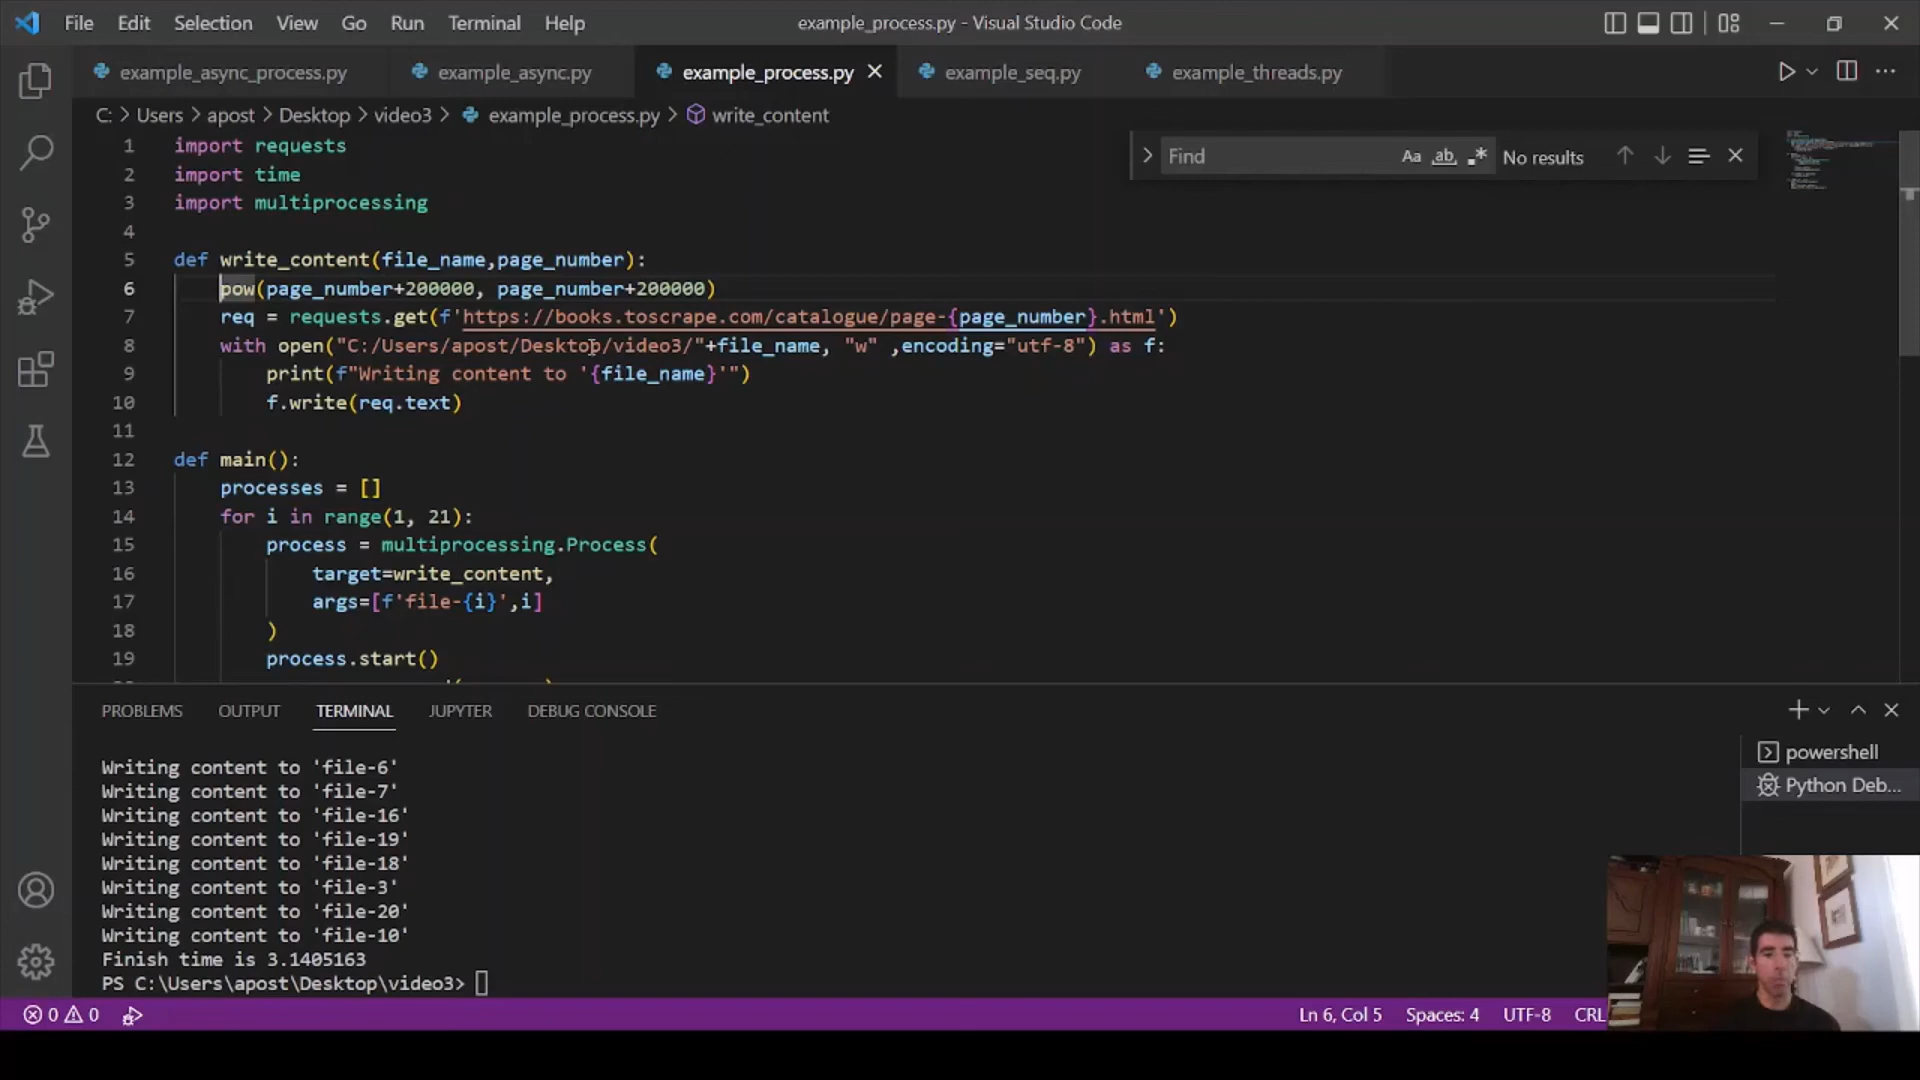 File Edit Selection View Go Run Terminal Help
example_process.py - Visual Studio Code
example_async_process.py example_async.py example_process.py example_seq.py example_threads.py
C: > Users > apost > Desktop > video3 > example_process.py > write_content
Find Aa ab .* No results
1 import requests
2 import time
3 import multiprocessing
4
5 def write_content(file_name,page_number):
6 pow(page_number+200000, page_number+200000)
7 req = requests.get(f'https://books.toscrape.com/catalogue/page-{page_number}.html')
8 with open("C:/Users/apost/Desktop/video3/"+file_name, "w" ,encoding="utf-8") as f:
9 print(f"Writing content to '{file_name}'")
10 f.write(req.text)
11
12 def main():
13 processes = []
14 for i in range(1, 21):
15 process = multiprocessing.Process(
16 target=write_content,
17 args=[f'file-{i}',i]
18 )
19 process.start()
PROBLEMS OUTPUT TERMINAL JUPYTER DEBUG CONSOLE
powershell
Python Deb...
Writing content to 'file-6'
Writing content to 'file-7'
Writing content to 'file-16'
Writing content to 'file-19'
Writing content to 'file-18'
Writing content to 'file-3'
Writing content to 'file-20'
Writing content to 'file-10'
Finish time is 3.1405163
PS C:\Users\apost\Desktop\video3>
0 0 Ln 6, Col 5 Spaces: 4 UTF-8 CRL